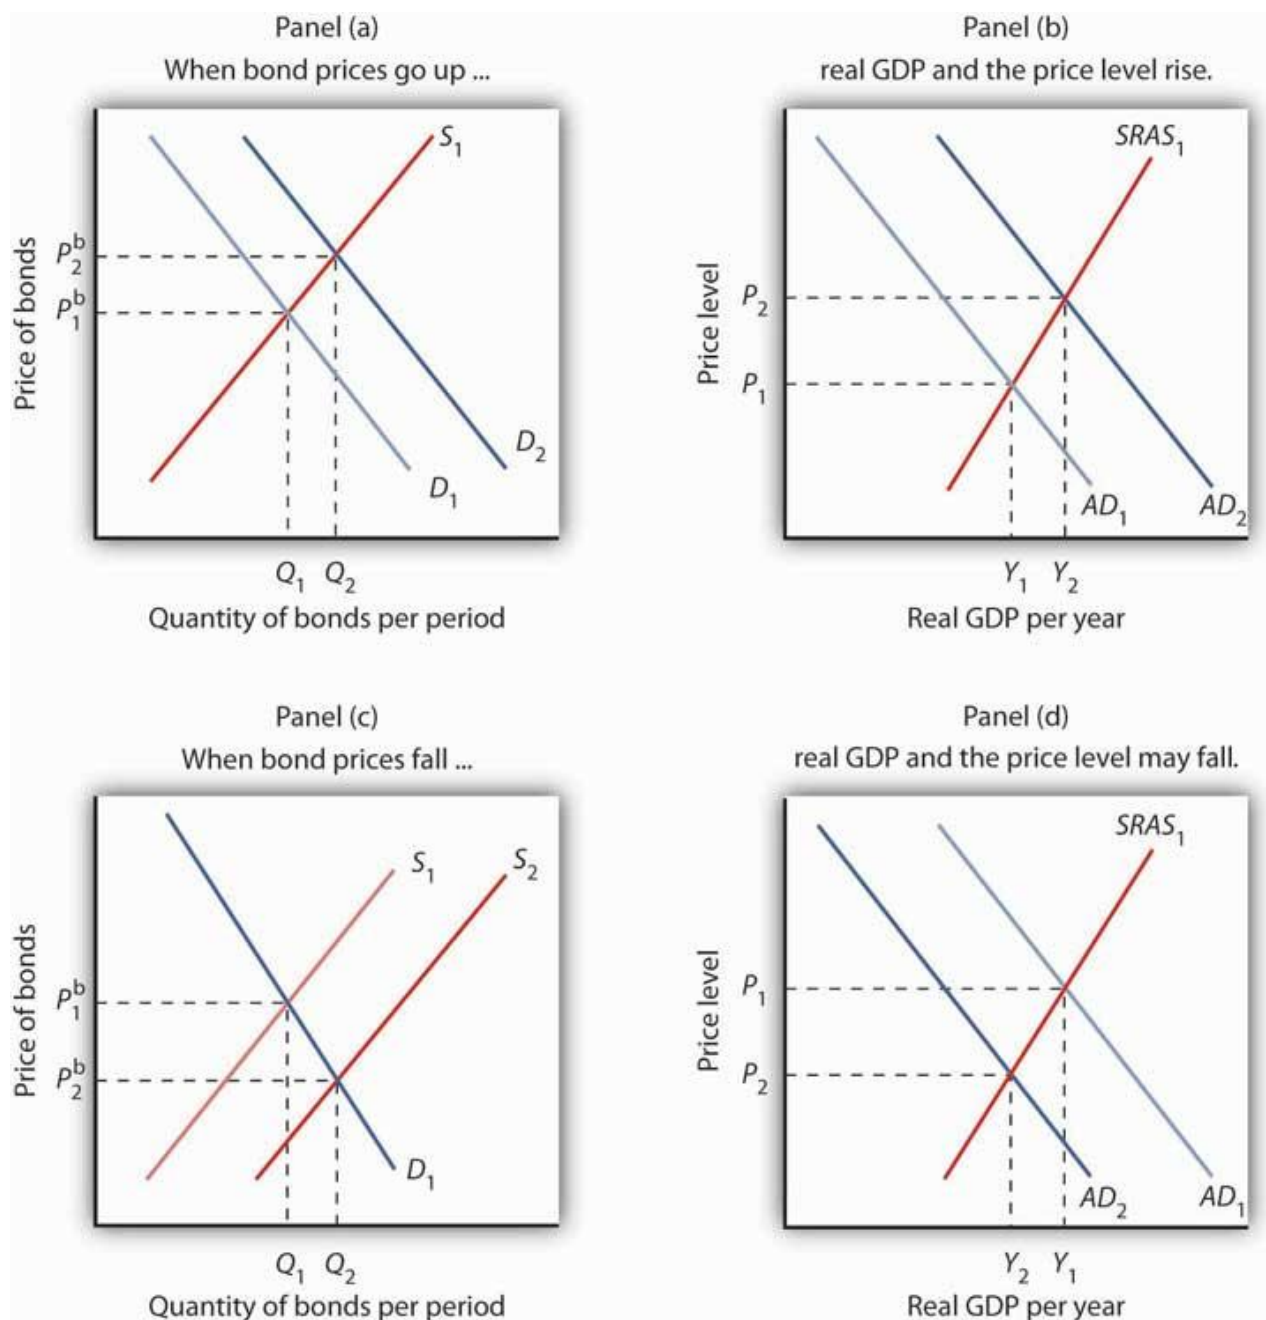 Panel (a)
When bond prices go up ...
S₁
P₂ᵇ
P₁ᵇ
Price of bonds
D₂
D₁
Q₁ Q₂
Quantity of bonds per period
Panel (b)
real GDP and the price level rise.
SRAS₁
P₂
P₁
Price level
AD₁
AD₂
Y₁ Y₂
Real GDP per year
Panel (c)
When bond prices fall ...
S₁
S₂
P₁ᵇ
P₂ᵇ
Price of bonds
D₁
Q₁ Q₂
Quantity of bonds per period
Panel (d)
real GDP and the price level may fall.
SRAS₁
P₁
P₂
Price level
AD₂
AD₁
Y₂ Y₁
Real GDP per year